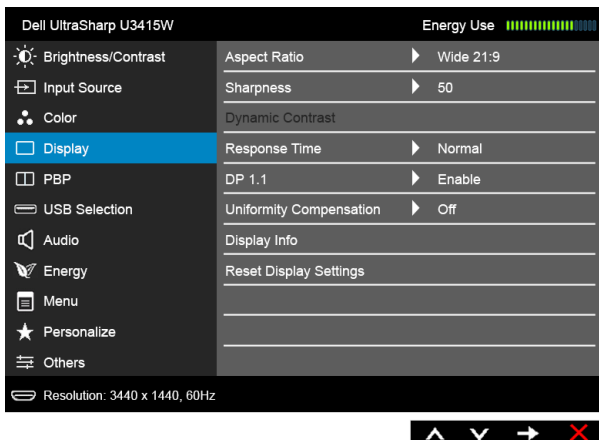 Dell UltraSharp U3415W Energy Use
Brightness/Contrast
Input Source
Color
Display
PBP
USB Selection
Audio
Energy
Menu
Personalize
Others
Aspect Ratio Wide 21:9
Sharpness 50
Dynamic Contrast
Response Time Normal
DP 1.1 Enable
Uniformity Compensation Off
Display Info
Reset Display Settings
Resolution: 3440 x 1440, 60Hz